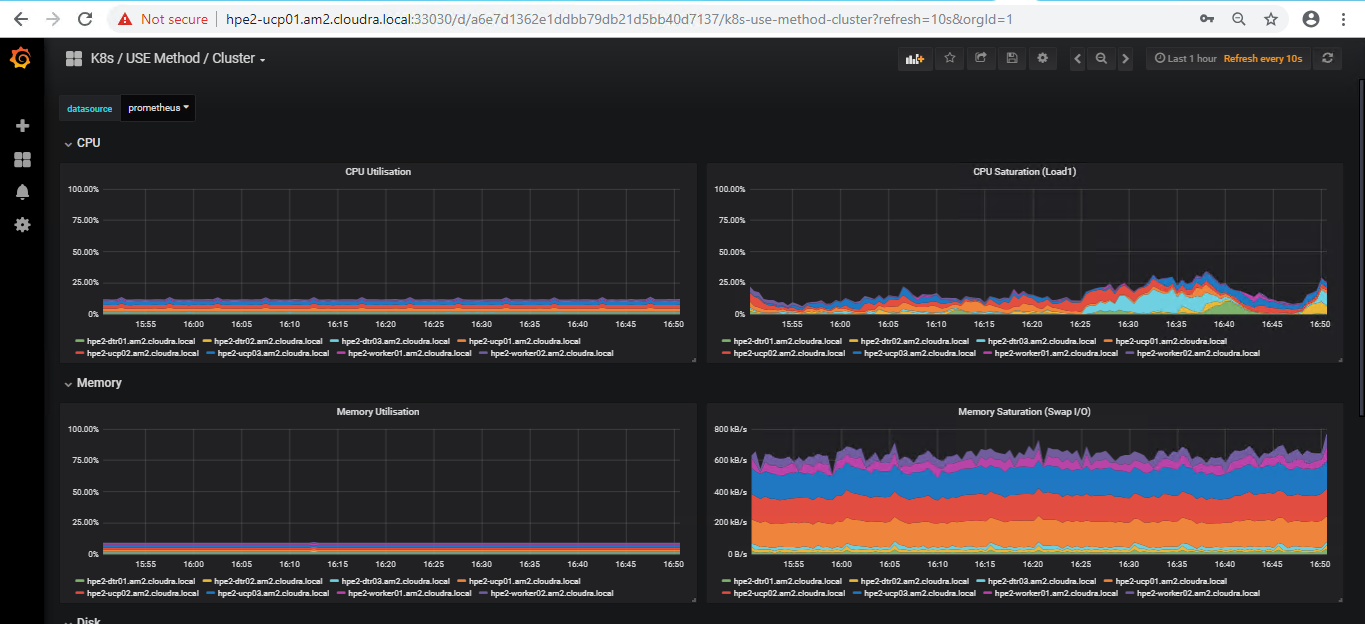 Not secure | hpe2-ucp01.am2.cloudra.local:33030/d/a6e7d1362e1ddbb79db21d5bb40d7137/k8s-use-method-cluster?refresh=10s&orgId=1
K8s / USE Method / Cluster
Last 1 hour Refresh every 10s
datasource prometheus
CPU
CPU Utilisation
100.00%
75.00%
50.00%
25.00%
0%
15:55 16:00 16:05 16:10 16:15 16:20 16:25 16:30 16:35 16:40 16:45 16:50
hpe2-dtr01.am2.cloudra.local hpe2-dtr02.am2.cloudra.local hpe2-dtr03.am2.cloudra.local hpe2-ucp01.am2.cloudra.local
hpe2-ucp02.am2.cloudra.local hpe2-ucp03.am2.cloudra.local hpe2-worker01.am2.cloudra.local hpe2-worker02.am2.cloudra.local
CPU Saturation (Load1)
100.00%
75.00%
50.00%
25.00%
0%
15:55 16:00 16:05 16:10 16:15 16:20 16:25 16:30 16:35 16:40 16:45 16:50
hpe2-dtr01.am2.cloudra.local hpe2-dtr02.am2.cloudra.local hpe2-dtr03.am2.cloudra.local hpe2-ucp01.am2.cloudra.local
hpe2-ucp02.am2.cloudra.local hpe2-ucp03.am2.cloudra.local hpe2-worker01.am2.cloudra.local hpe2-worker02.am2.cloudra.local
Memory
Memory Utilisation
100.00%
75.00%
50.00%
25.00%
0%
15:55 16:00 16:05 16:10 16:15 16:20 16:25 16:30 16:35 16:40 16:45 16:50
hpe2-dtr01.am2.cloudra.local hpe2-dtr02.am2.cloudra.local hpe2-dtr03.am2.cloudra.local hpe2-ucp01.am2.cloudra.local
hpe2-ucp02.am2.cloudra.local hpe2-ucp03.am2.cloudra.local hpe2-worker01.am2.cloudra.local hpe2-worker02.am2.cloudra.local
Memory Saturation (Swap I/O)
800 kB/s
600 kB/s
400 kB/s
200 kB/s
0 B/s
15:55 16:00 16:05 16:10 16:15 16:20 16:25 16:30 16:35 16:40 16:45 16:50
hpe2-dtr01.am2.cloudra.local hpe2-dtr02.am2.cloudra.local hpe2-dtr03.am2.cloudra.local hpe2-ucp01.am2.cloudra.local
hpe2-ucp02.am2.cloudra.local hpe2-ucp03.am2.cloudra.local hpe2-worker01.am2.cloudra.local hpe2-worker02.am2.cloudra.local
Disk